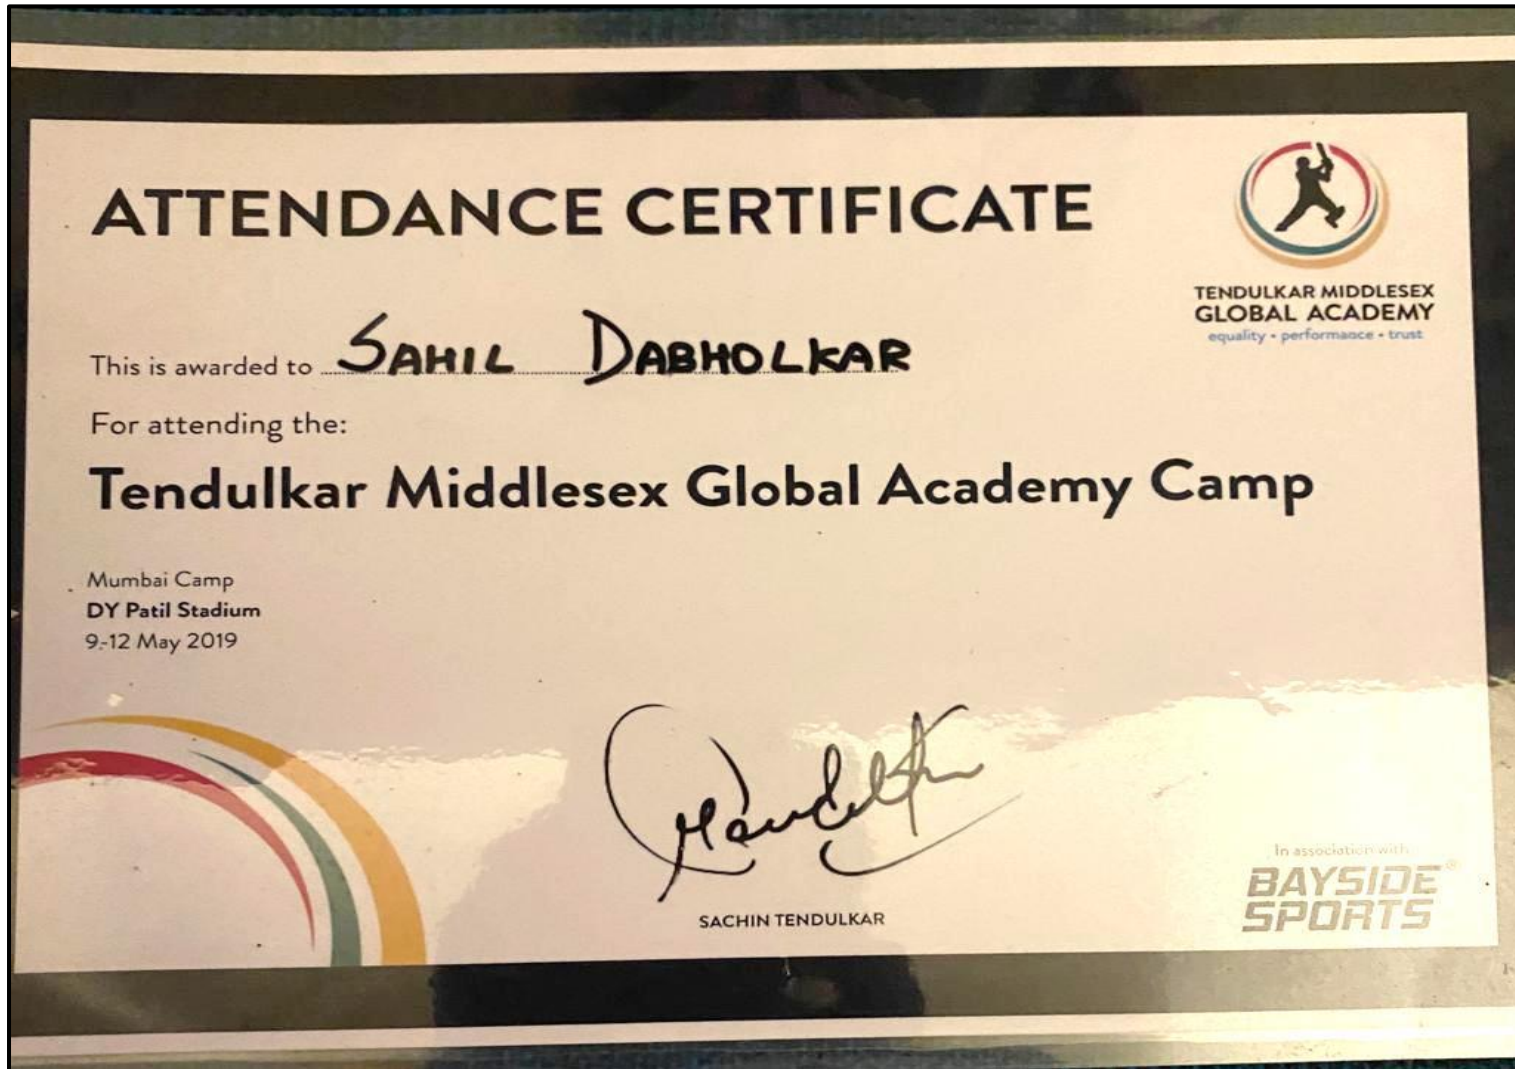 ATTENDANCE CERTIFICATE
TENDULKAR MIDDLESEX
GLOBAL ACADEMY
equality • performance • trust
This is awarded to SAHIL DABHOLKAR
For attending the:
Tendulkar Middlesex Global Academy Camp
Mumbai Camp
DY Patil Stadium
9-12 May 2019
SACHIN TENDULKAR
In association with
BAYSIDE®
SPORTS